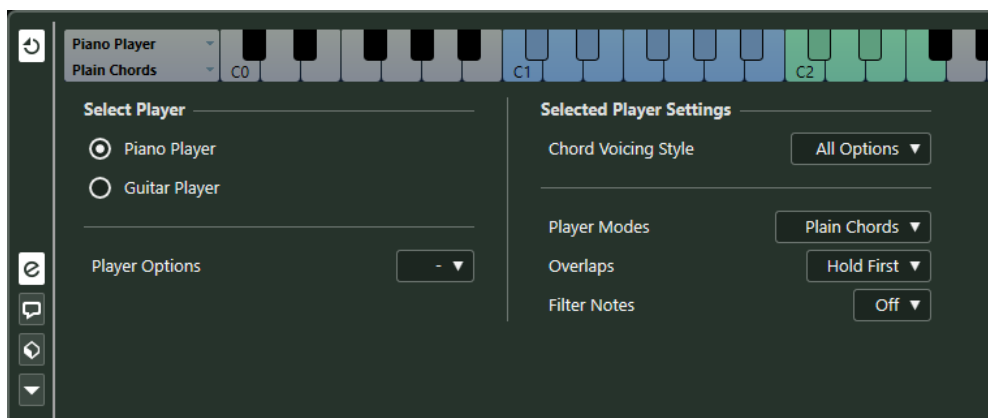 Piano Player
Plain Chords
C0
C1
C2
Select Player
Piano Player
Guitar Player
Player Options
-
Selected Player Settings
Chord Voicing Style
All Options
Player Modes
Plain Chords
Overlaps
Hold First
Filter Notes
Off